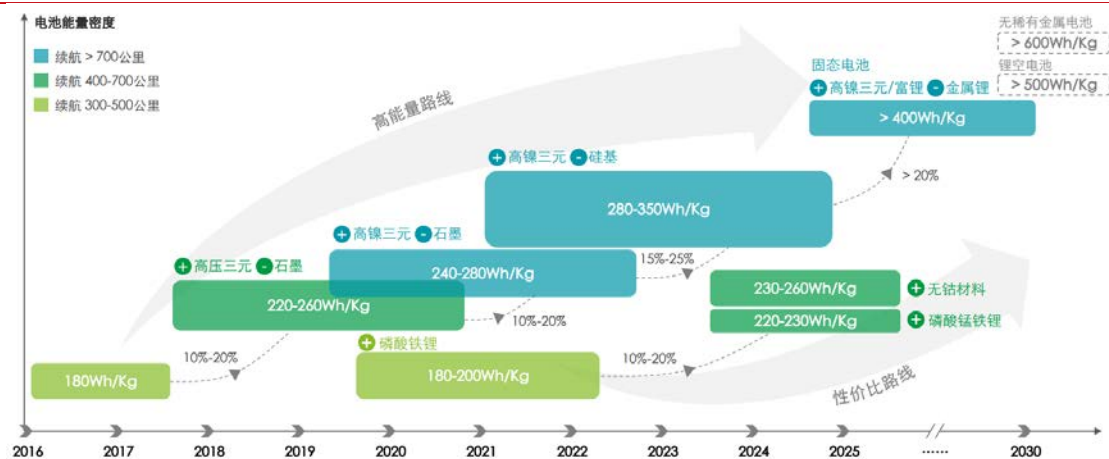 电池能量密度
续航 > 700公里
续航 400-700公里
续航 300-500公里
高能量路线
无稀有金属电池
> 600Wh/Kg
锂空电池
> 500Wh/Kg
固态电池
+ 高镍三元/富锂 - 金属锂
> 400Wh/Kg
> 20%
+ 高镍三元 - 硅基
280-350Wh/Kg
15%-25%
+ 高镍三元 - 石墨
240-280Wh/Kg
10%-20%
+ 高压三元 - 石墨
220-260Wh/Kg
10%-20%
180Wh/Kg
+ 磷酸铁锂
180-200Wh/Kg
10%-20%
230-260Wh/Kg
+ 无钴材料
220-230Wh/Kg
+ 磷酸锰铁锂
性价比路线
2016 2017 2018 2019 2020 2021 2022 2023 2024 2025 …… 2030